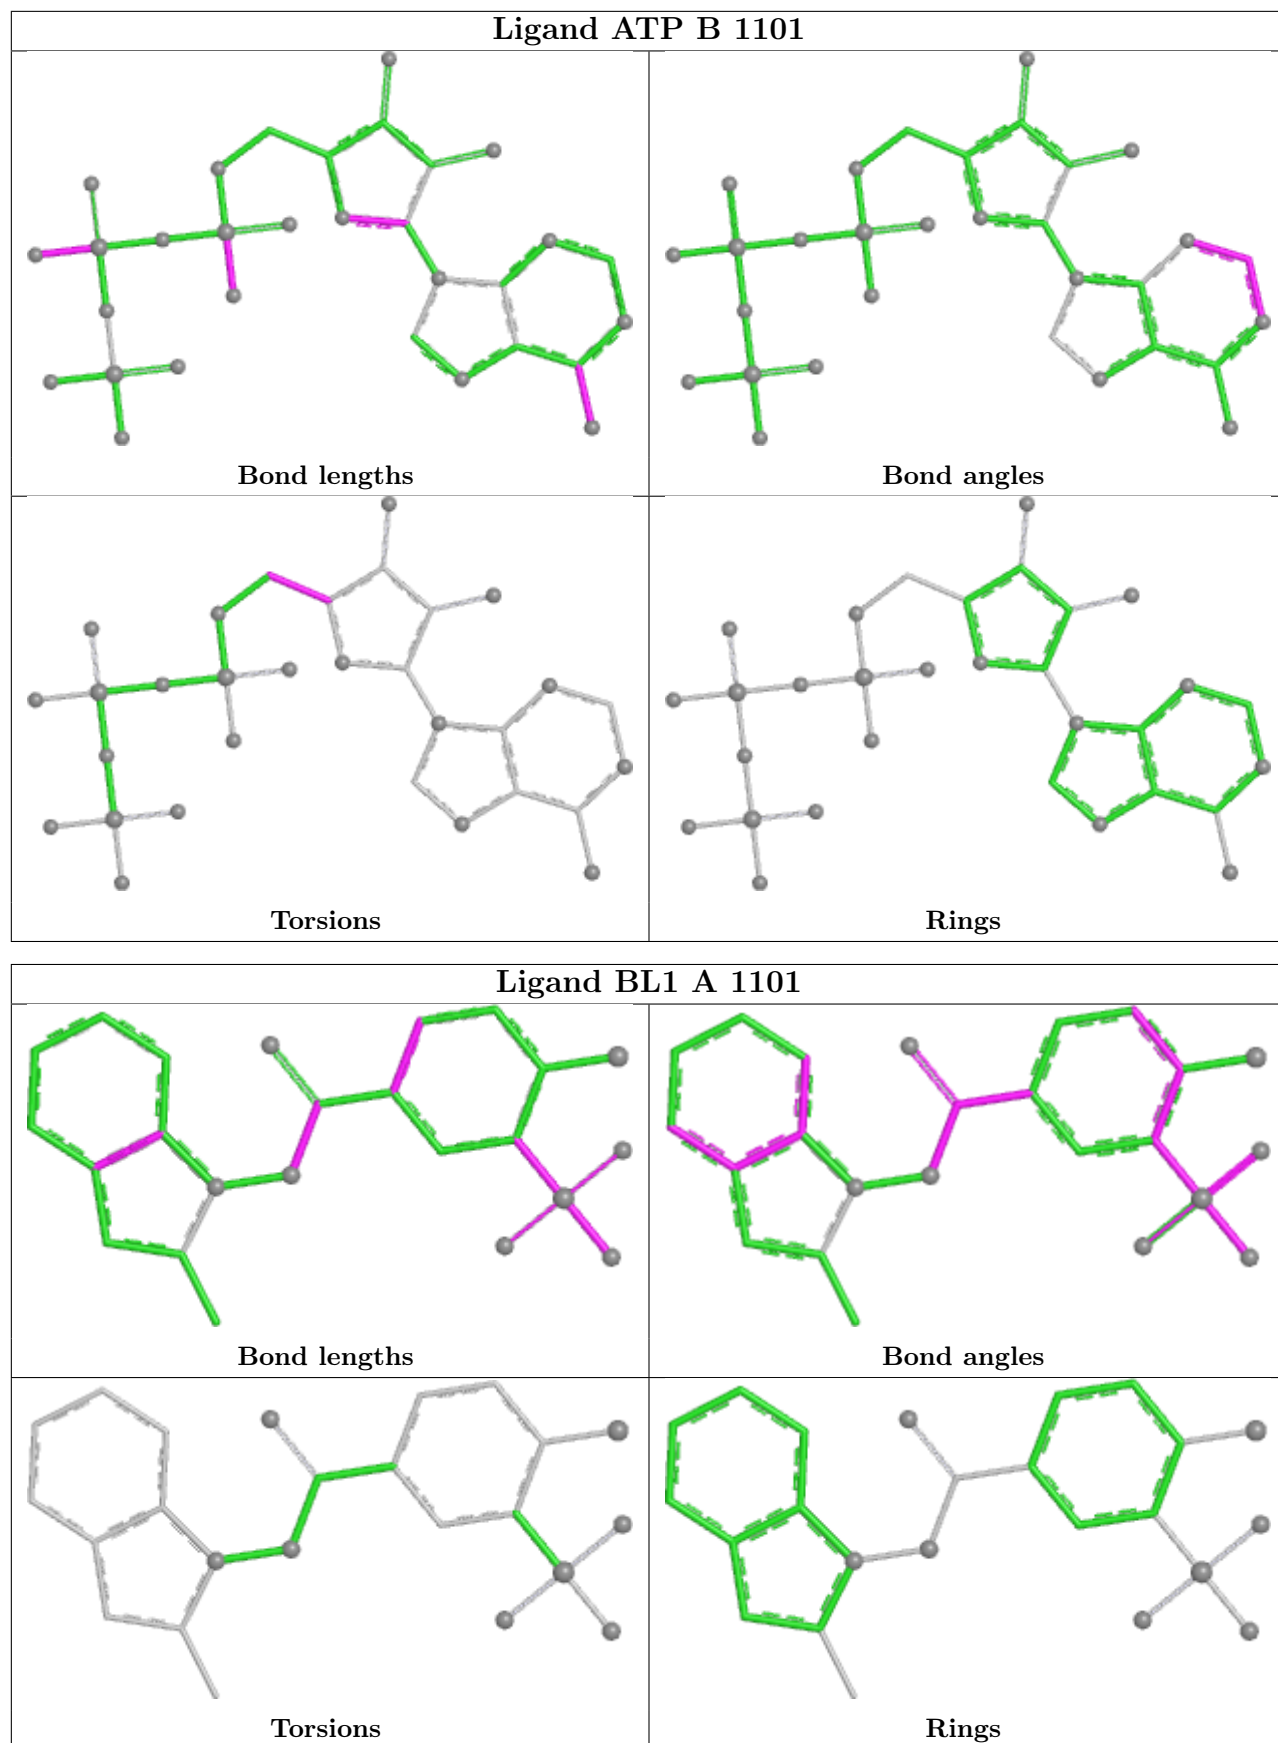 Ligand ATP B 1101
Bond lengths
Bond angles
Torsions
Rings
Ligand BL1 A 1101
Bond lengths
Bond angles
Torsions
Rings